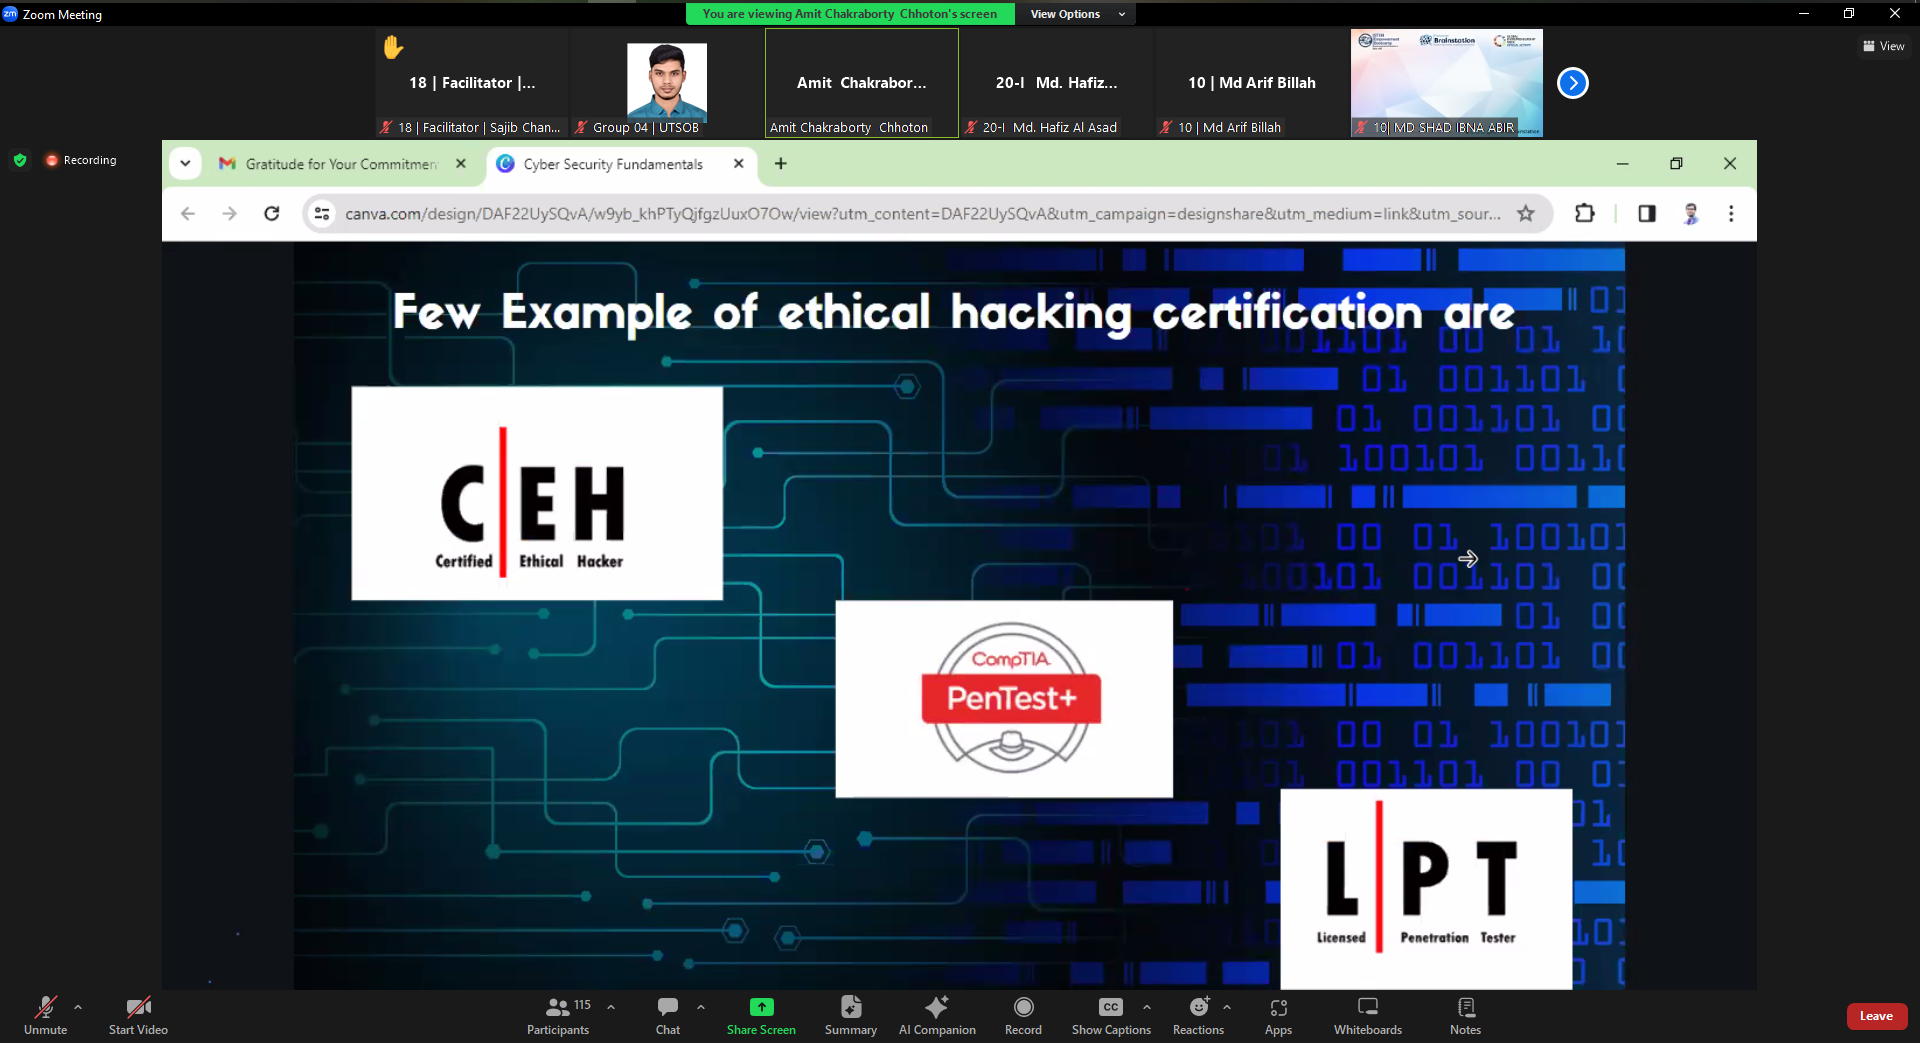 Zoom Meeting
You are viewing Amit Chakraborty Chhoton's screen
View Options
18 | Facilitator |...
18 | Facilitator | Sajib Chan...
Group 04 | UTSOB
Amit Chakrabor...
Amit Chakraborty Chhoton
20-I Md. Hafiz...
20-I Md. Hafiz Al Asad
10 | Md Arif Billah
10 | Md Arif Billah
Brainstation
10| MD SHAD IBNA ABIR
View
Recording
Gratitude for Your Commitmen
Cyber Security Fundamentals
canva.com/design/DAF22UySQvA/w9yb_khPTyQjfgzUuxO7Ow/view?utm_content=DAF22UySQvA&utm_campaign=designshare&utm_medium=link&utm_sour...
Few Example of ethical hacking certification are
C EH
Certified Ethical Hacker
CompTIA
PenTest+
L PT
Licensed Penetration Tester
Unmute
Start Video
115
Participants
Chat
Share Screen
Summary
AI Companion
Record
CC
Show Captions
Reactions
Apps
Whiteboards
Notes
Leave